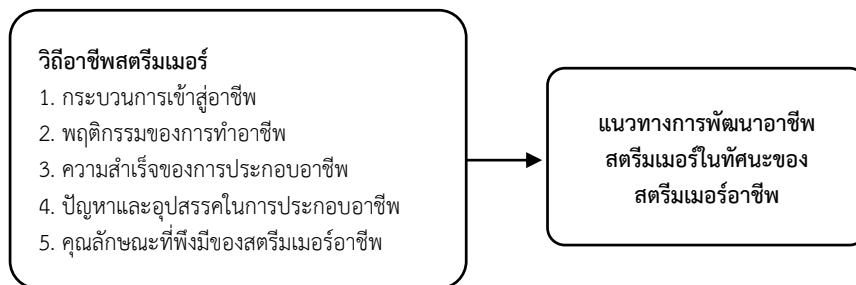 วิถีอาชีพสตรีมเมอร์
1. กระบวนการเข้าสู่อาชีพ
2. พฤติกรรมของการทำอาชีพ
3. ความสำเร็จของการประกอบอาชีพ
4. ปัญหาและอุปสรรคในการประกอบอาชีพ
5. คุณลักษณะที่พึงมีของสตรีมเมอร์อาชีพ
แนวทางการพัฒนาอาชีพ
สตรีมเมอร์ในทัศนะของ
สตรีมเมอร์อาชีพ